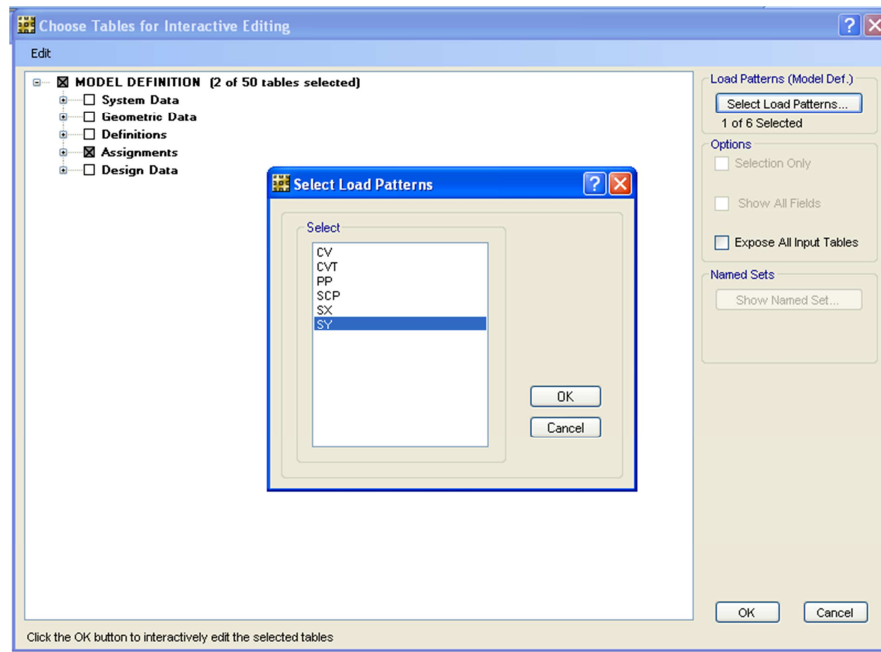 Choose Tables for Interactive Editing
Edit
MODEL DEFINITION (2 of 50 tables selected)
System Data
Geometric Data
Definitions
Assignments
Design Data
Load Patterns (Model Def.)
Select Load Patterns...
1 of 6 Selected
Options
Selection Only
Show All Fields
Expose All Input Tables
Named Sets
Show Named Set...
Select Load Patterns
Select
CV
CVT
PP
SCP
SX
SY
OK
Cancel
OK
Cancel
Click the OK button to interactively edit the selected tables